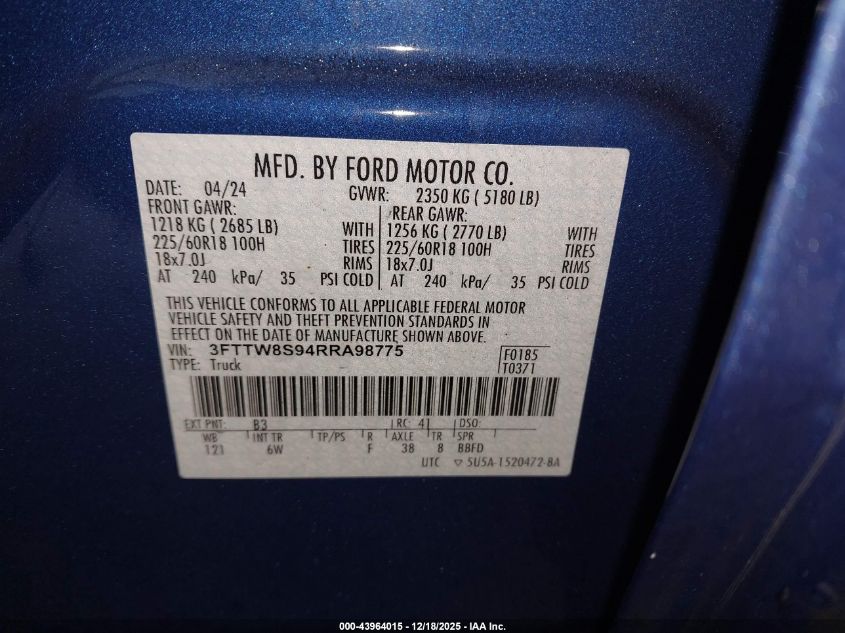 MFD. BY FORD MOTOR CO.
DATE: 04/24 GVWR: 2350 KG ( 5180 LB)
FRONT GAWR: REAR GAWR:
1218 KG ( 2685 LB) WITH 1256 KG ( 2770 LB) WITH
225/60R18 100H TIRES 225/60R18 100H TIRES
18x7.0J RIMS 18x7.0J RIMS
AT 240 kPa/ 35 PSI COLD AT 240 kPa/ 35 PSI COLD
THIS VEHICLE CONFORMS TO ALL APPLICABLE FEDERAL MOTOR
VEHICLE SAFETY AND THEFT PREVENTION STANDARDS IN
EFFECT ON THE DATE OF MANUFACTURE SHOWN ABOVE.
VIN: 3FTTW8S94RRA98775 F0185
TYPE: Truck T0371
EXT PNT: B3 RC: 41 DSO:
WB INT TR TP/PS R AXLE TR SPR
121 6W F 38 8 BBFD
UTC ▽ 5U5A-1520472-BA
000-43964015 - 12/18/2025 - IAA Inc.